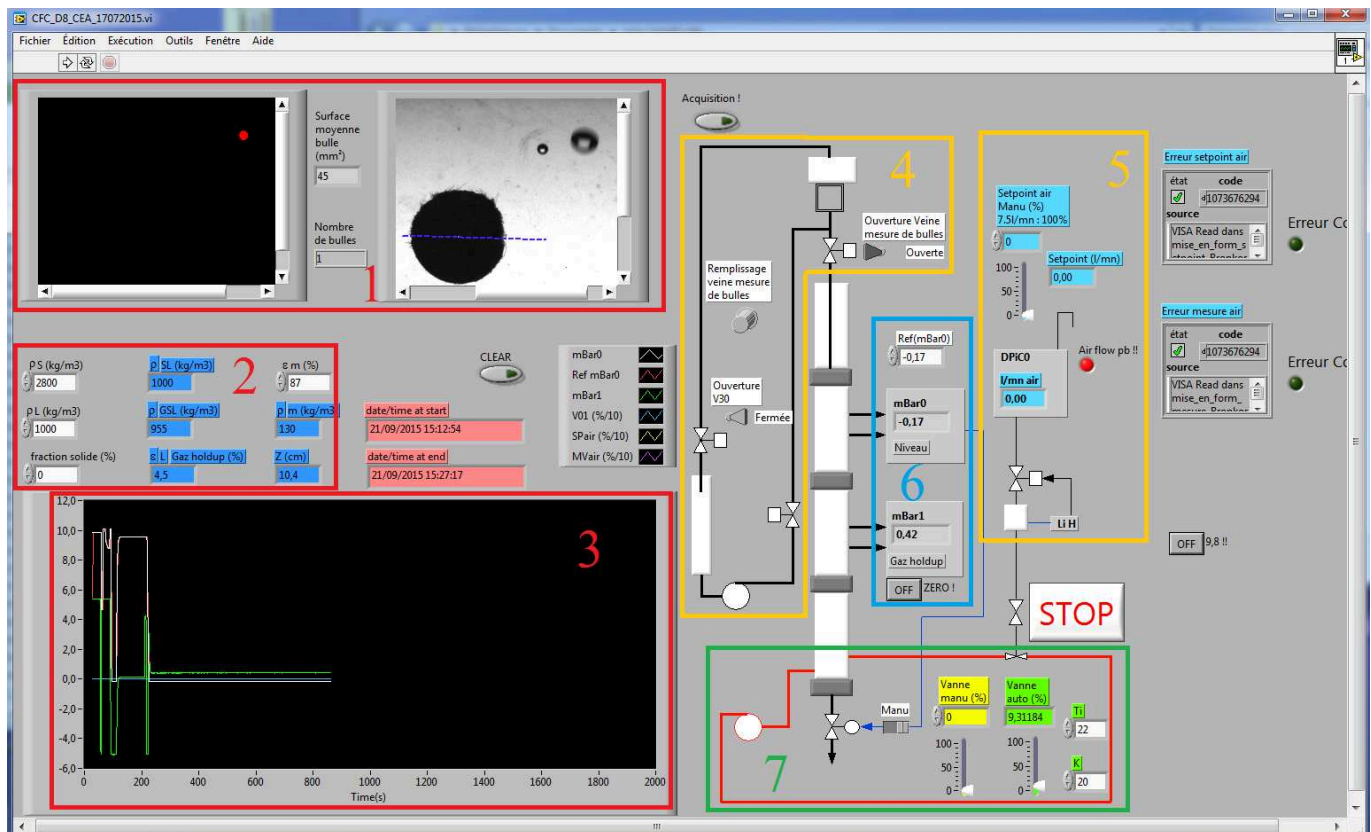 CFC_D8_CEA_17072015.vi
Fichier Édition Exécution Outils Fenêtre Aide
1
Surface
moyenne
bulle
(mm²)
45
Nombre
de bulles
1
1
ρS (kg/m3)
2800
ρ SL (kg/m3)
1000
2
ε m (%)
87
ρL (kg/m3)
1000
ρ GSL (kg/m3)
955
ρ m (kg/m3)
130
fraction solide (%)
0
ε L Gaz holdup (%)
4,5
Z (cm)
10,4
CLEAR
date/time at start
21/09/2015 15:12:54
date/time at end
21/09/2015 15:27:17
mBar0
Ref mBar0
mBar1
V01 (%/10)
SPair (%/10)
MVair (%/10)
3
12,0
10,0
8,0
6,0
4,0
2,0
0,0
-2,0
-4,0
-6,0
0 200 400 600 800 1000 1200 1400 1600 1800 2000
Time(s)
Acquisition !
4
Ouverture Veine
mesure de bulles
Ouverte
Remplissage
veine mesure
de bulles
Ouverture
V30
Fermée
Ref(mBar0)
-0,17
mBar0
-0,17
Niveau
6
mBar1
0,42
Gaz holdup
OFF ZERO !
5
Setpoint air
Manu (%)
7.5l/mn : 100%
0
Setpoint (l/mn)
0,00
100
50
0
DPiC0
l/mn air
0,00
Air flow pb !!
Li H
STOP
Erreur setpoint air
état code
1073676294
source
VISA Read dans
mise_en_form_s
Erreur Co
Erreur mesure air
état code
1073676294
source
VISA Read dans
mise_en_form_
Erreur Co
OFF 9,8 !!
7
Manu
Vanne
manu (%)
0
100
50
0
Vanne
auto (%)
9,31184
100
50
0
Ti
22
K
20